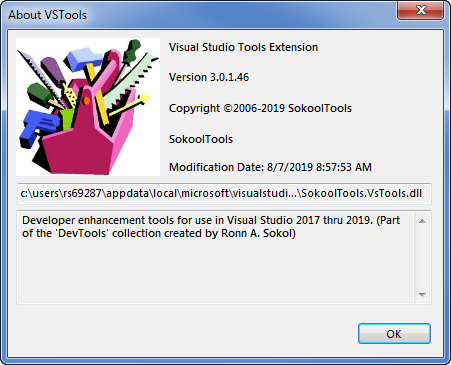 About VSTools
Visual Studio Tools Extension
Version 3.0.1.46
Copyright ©2006-2019 SokoolTools
SokoolTools
Modification Date: 8/7/2019 8:57:53 AM
c:\users\rs69287\appdata\local\microsoft\visualstudi...\SokoolTools.VsTools.dll
Developer enhancement tools for use in Visual Studio 2017 thru 2019. (Part
of the 'DevTools' collection created by Ronn A. Sokol)
OK